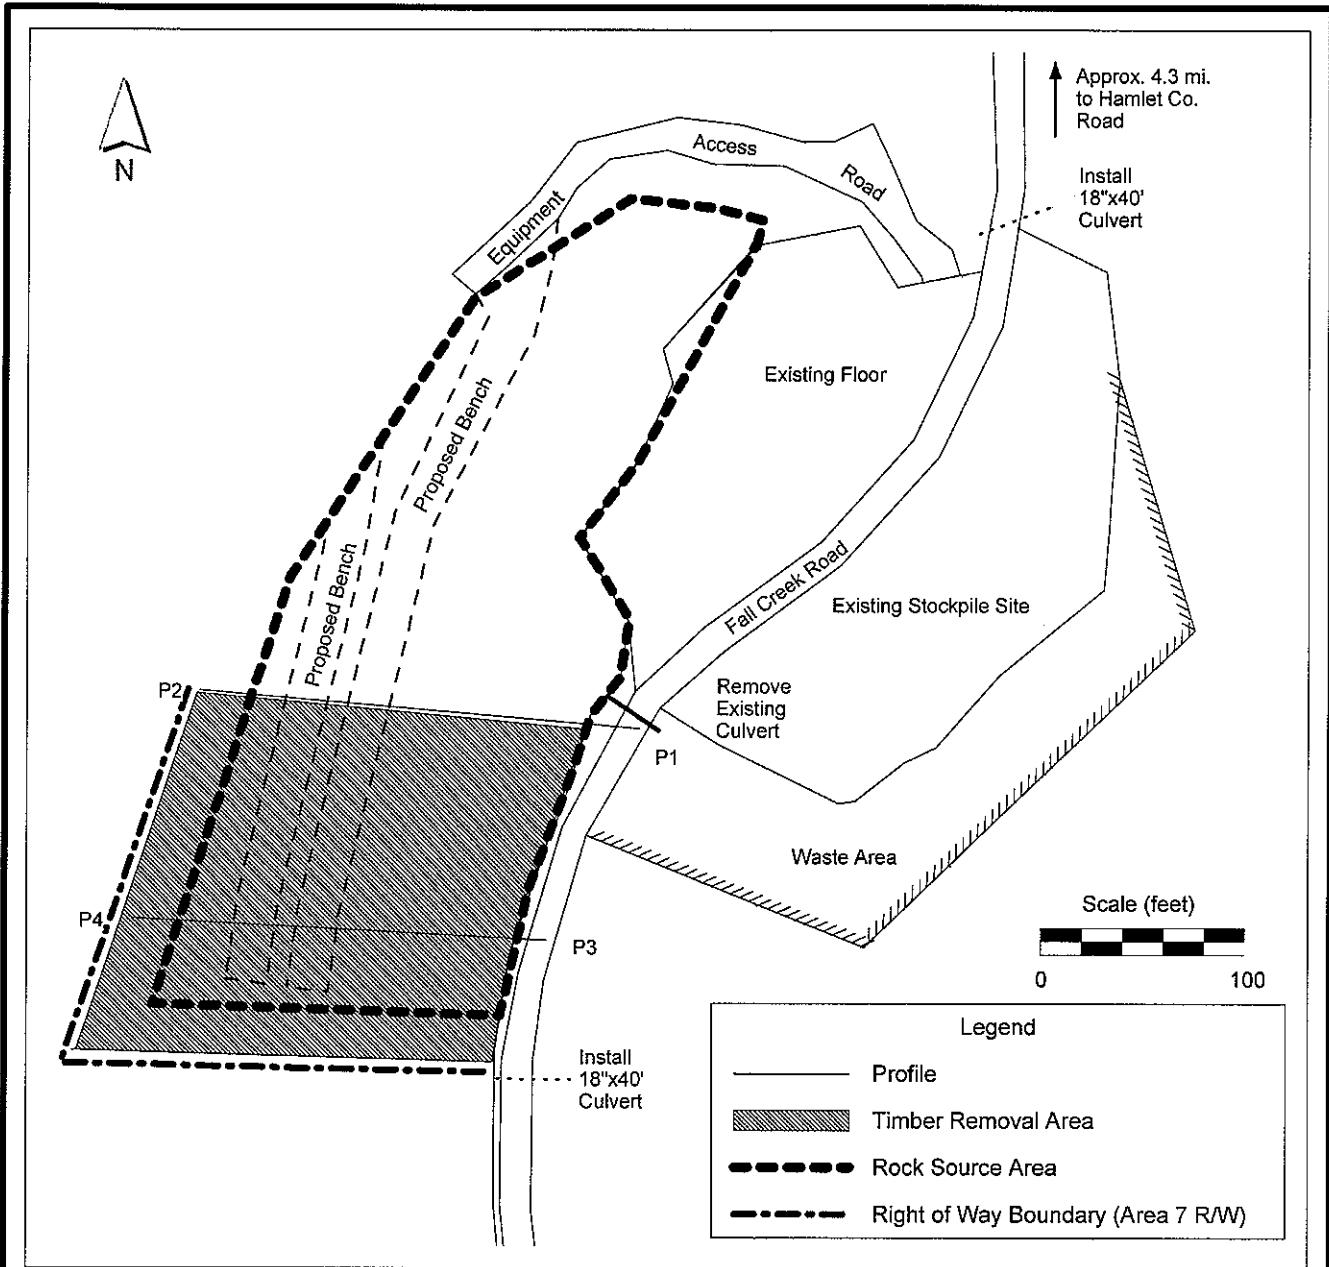 Approx. 4.3 mi.
to Hamlet Co.
Road
N
Access
Road
Equipment
Install
18"x40'
Culvert
Existing Floor
Proposed Bench
Proposed Bench
Fall Creek Road
Existing Stockpile Site
P2
Remove
Existing
Culvert
P1
Waste Area
P4
P3
Scale (feet)
0 100
Install
18"x40'
Culvert
Legend
Profile
Timber Removal Area
Rock Source Area
Right of Way Boundary (Area 7 R/W)